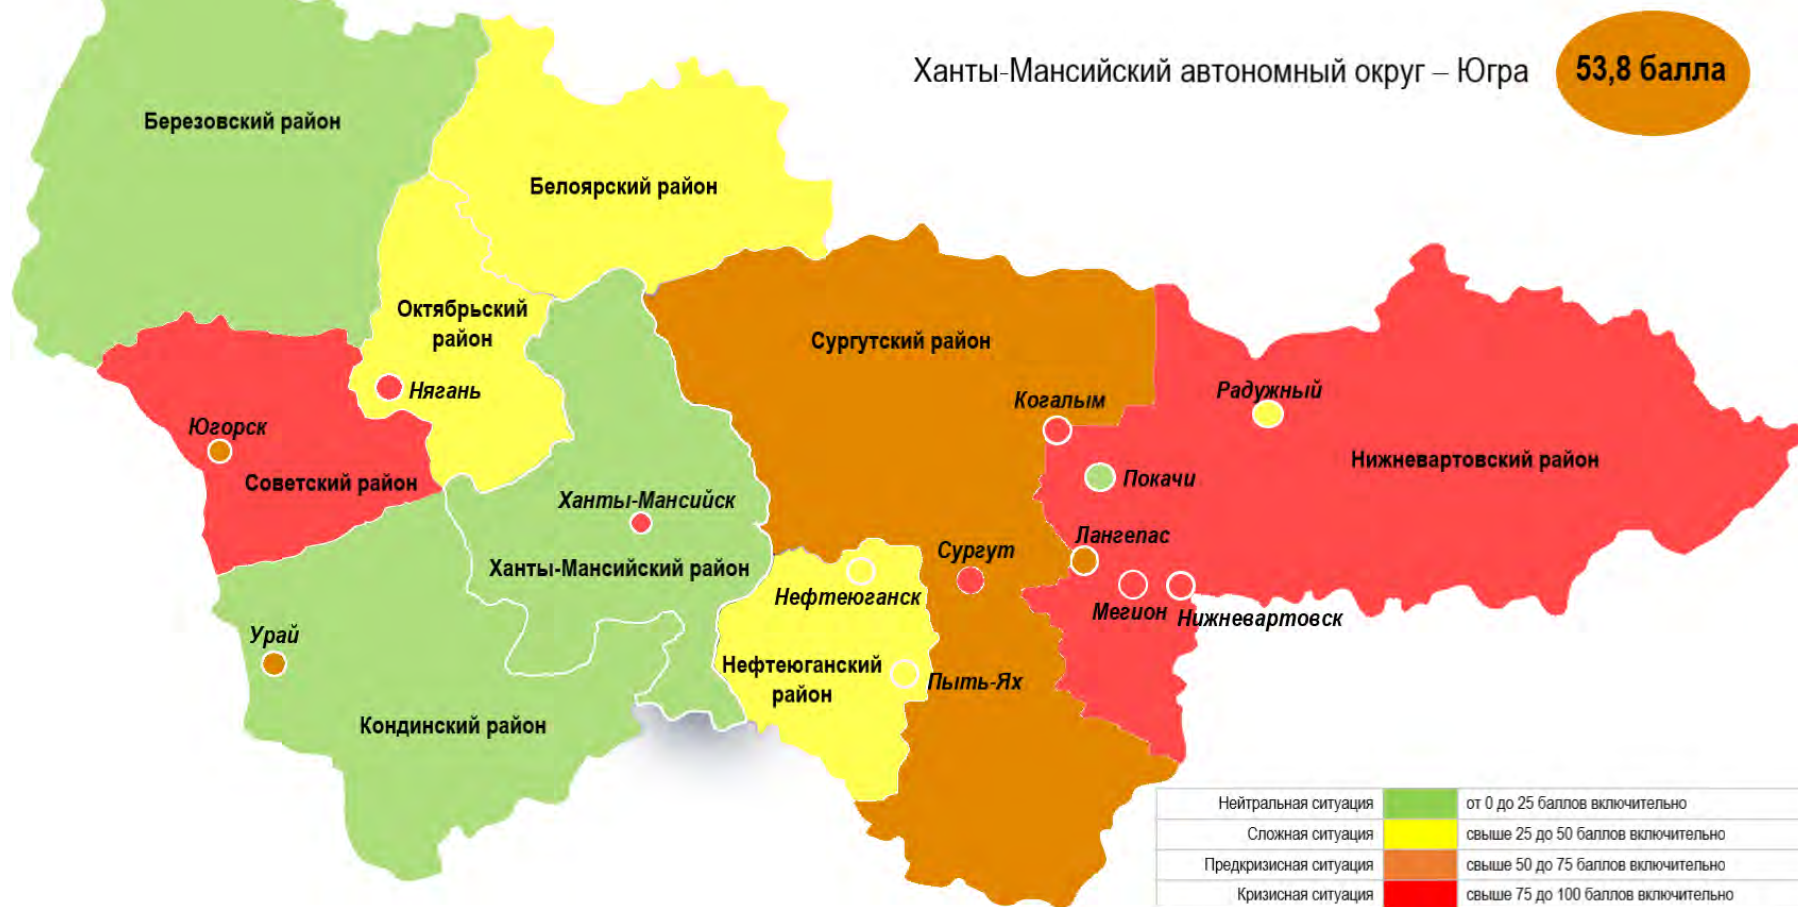 Ханты-Мансийский автономный округ – Югра
53,8 балла
Березовский район
Белоярский район
Октябрьский
район
Нягань
Сургутский район
Когалым
Радужный
Югорск
Советский район
Нижневартовский район
Покачи
Ханты-Мансийск
Лангепас
Сургут
Ханты-Мансийский район
Нефтеюганск
Мегион
Нижневартовск
Урай
Нефтеюганский
район
Пыть-Ях
Кондинский район
Нейтральная ситуация от 0 до 25 баллов включительно
Сложная ситуация свыше 25 до 50 баллов включительно
Предкризисная ситуация свыше 50 до 75 баллов включительно
Кризисная ситуация свыше 75 до 100 баллов включительно